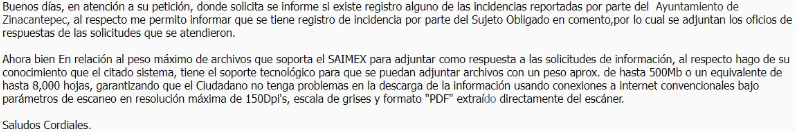 Buenos días, en atención a su petición, donde solicita se informe si existe registro alguno de las incidencias reportadas por parte del Ayuntamiento de
Zinacantepec, al respecto me permito informar que se tiene registro de incidencia por parte del Sujeto Obligado en comento,por lo cual se adjuntan los oficios de
respuestas de las solicitudes que se atendieron.
Ahora bien En relación al peso máximo de archivos que soporta el SAIMEX para adjuntar como respuesta a las solicitudes de información, al respecto hago de su
conocimiento que el citado sistema, tiene el soporte tecnológico para que se puedan adjuntar archivos con un peso aprox. de hasta 500Mb o un equivalente de
hasta 8,000 hojas, garantizando que el Ciudadano no tenga problemas en la descarga de la información usando conexiones a internet convencionales bajo
parámetros de escaneo en resolución máxima de 150Dpi's, escala de grises y formato "PDF" extraído directamente del escáner.
Saludos Cordiales.